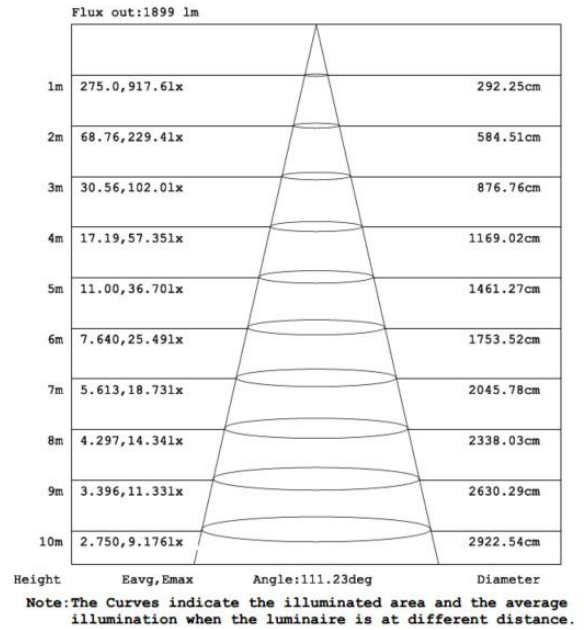 Flux out:1899 lm
1m 275.0,917.6lx 292.25cm
2m 68.76,229.4lx 584.51cm
3m 30.56,102.0lx 876.76cm
4m 17.19,57.35lx 1169.02cm
5m 11.00,36.70lx 1461.27cm
6m 7.640,25.49lx 1753.52cm
7m 5.613,18.73lx 2045.78cm
8m 4.297,14.34lx 2338.03cm
9m 3.396,11.33lx 2630.29cm
10m 2.750,9.176lx 2922.54cm
Height Eavg,Emax Angle:111.23deg Diameter
Note:The Curves indicate the illuminated area and the average
illumination when the luminaire is at different distance.